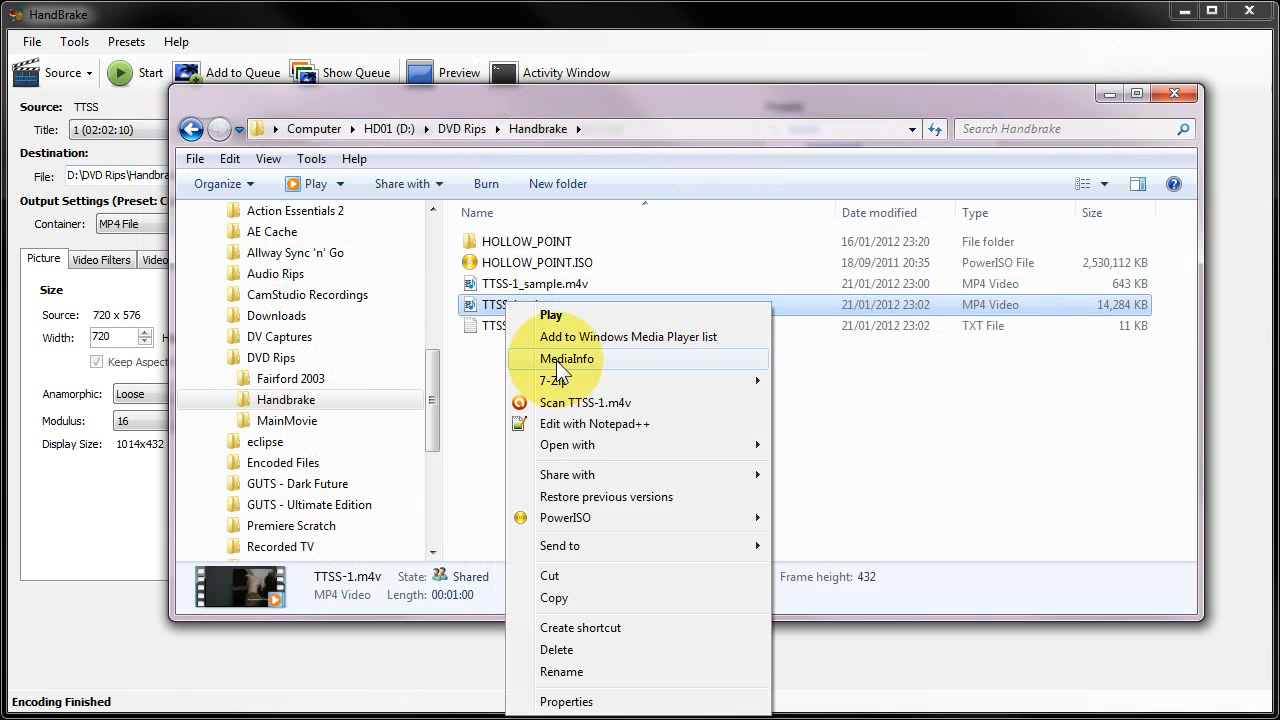 HandBrake
File Tools Presets Help
Source Start Add to Queue Show Queue Preview Activity Window
Source: TTSS
Title: 1 (02:02:10)
Destination:
File: D:\DVD Rips\Handbra
Output Settings (Preset: C
Container: MP4 File
Picture Video Filters Video
Size
Source: 720 x 576
Width: 720 H
Keep Aspect
Anamorphic: Loose
Modulus: 16
Display Size: 1014x432
Encoding Finished
Computer HD01 (D:) DVD Rips Handbrake
Search Handbrake
File Edit View Tools Help
Organize Play Share with Burn New folder
Action Essentials 2
AE Cache
Allway Sync 'n' Go
Audio Rips
CamStudio Recordings
Downloads
DV Captures
DVD Rips
Fairford 2003
Handbrake
MainMovie
eclipse
Encoded Files
GUTS - Dark Future
GUTS - Ultimate Edition
Premiere Scratch
Recorded TV
Name Date modified Type Size
HOLLOW_POINT 16/01/2012 23:20 File folder
HOLLOW_POINT.ISO 18/09/2011 20:35 PowerISO File 2,530,112 KB
TTSS-1_sample.m4v 21/01/2012 23:00 MP4 Video 643 KB
TTSS 21/01/2012 23:02 MP4 Video 14,284 KB
TTSS 21/01/2012 23:02 TXT File 11 KB
Play
Add to Windows Media Player list
MediaInfo
7-Zip
Scan TTSS-1.m4v
Edit with Notepad++
Open with
Share with
Restore previous versions
PowerISO
Send to
Cut
Copy
Create shortcut
Delete
Rename
Properties
TTSS-1.m4v State: Shared Frame height: 432
MP4 Video Length: 00:01:00